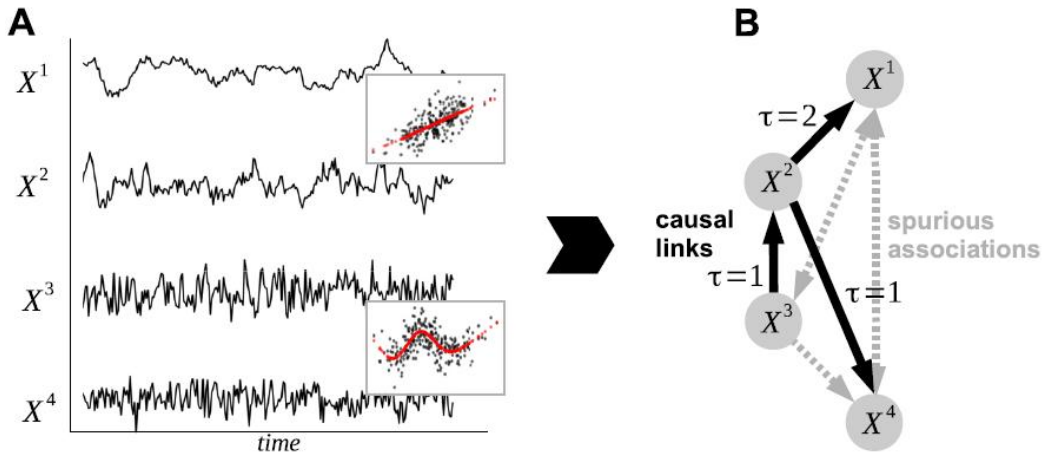 A
X¹
X²
X³
X⁴
time
B
X¹
τ=2
X²
causal
links
spurious
associations
τ=1
τ=1
X³
X⁴